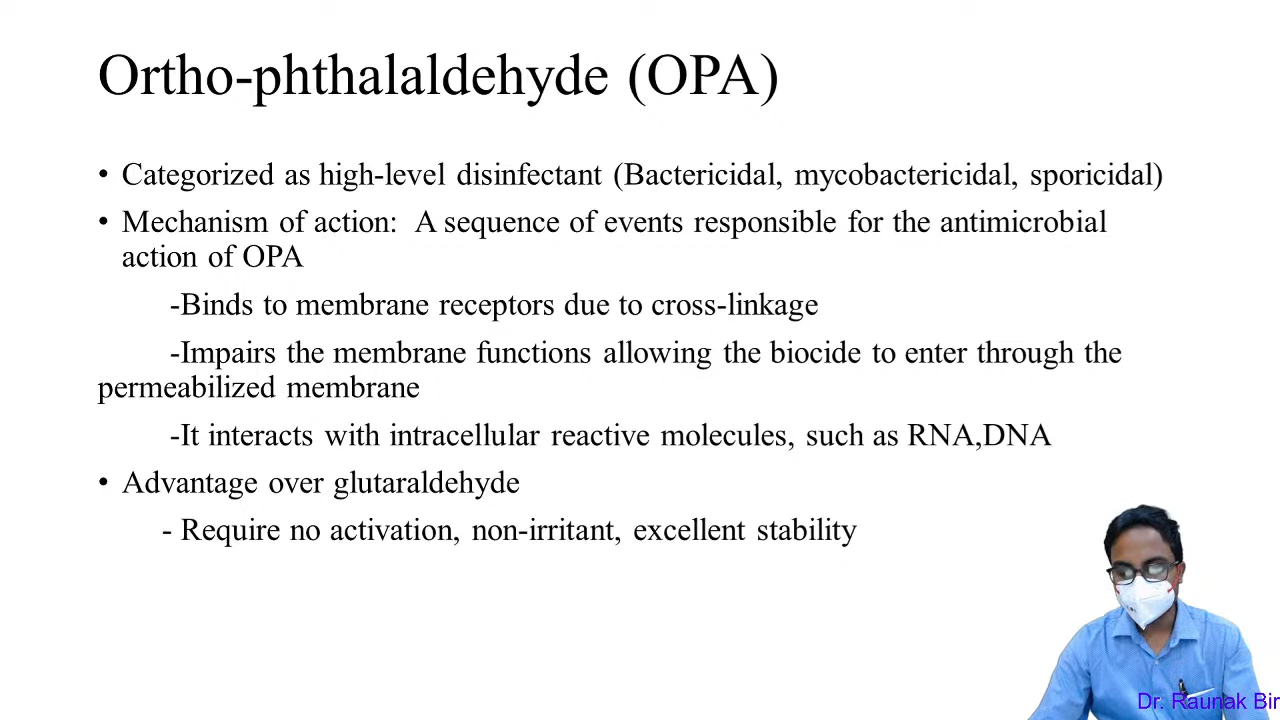 Ortho-phthalaldehyde (OPA)
• Categorized as high-level disinfectant (Bactericidal, mycobactericidal, sporicidal)
• Mechanism of action:  A sequence of events responsible for the antimicrobial
action of OPA
-Binds to membrane receptors due to cross-linkage
-Impairs the membrane functions allowing the biocide to enter through the
permeabilized membrane
-It interacts with intracellular reactive molecules, such as RNA,DNA
• Advantage over glutaraldehyde
- Require no activation, non-irritant, excellent stability
Dr. Raunak Bir